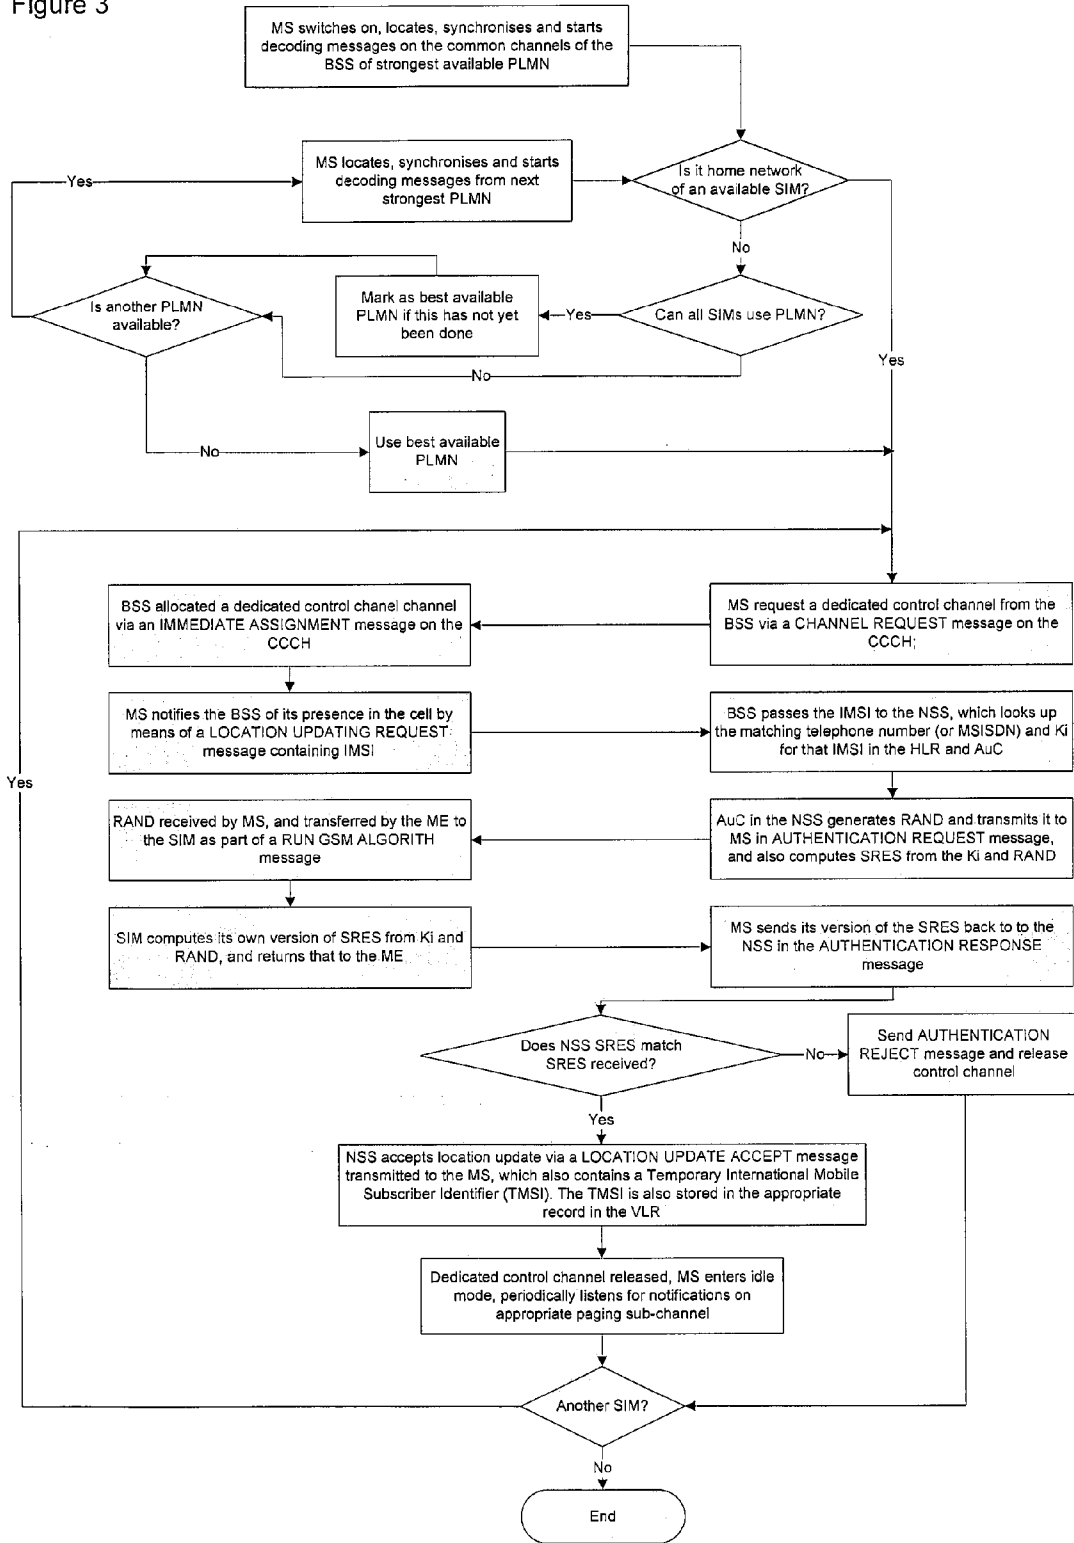 Figure 3
MS switches on, locates, synchronises and starts
decoding messages on the common channels of the
BSS of strongest available PLMN
MS locates, synchronises and starts
decoding messages from next
strongest PLMN
Is it home network
of an available SIM?
Yes
No
Is another PLMN
available?
Mark as best available
PLMN if this has not yet
been done
Yes
Can all SIMs use PLMN?
Yes
No
No
Use best available
PLMN
BSS allocated a dedicated control chanel channel
via an IMMEDIATE ASSIGNMENT message on the
CCCH
MS request a dedicated control channel from the
BSS via a CHANNEL REQUEST message on the
CCCH;
MS notifies the BSS of its presence in the cell by
means of a LOCATION UPDATING REQUEST
message containing IMSI
BSS passes the IMSI to the NSS, which looks up
the matching telephone number (or MSISDN) and Ki
for that IMSI in the HLR and AuC
Yes
RAND received by MS, and transferred by the ME to
the SIM as part of a RUN GSM ALGORITH
message
AuC in the NSS generates RAND and transmits it to
MS in AUTHENTICATION REQUEST message,
and also computes SRES from the Ki and RAND
SIM computes its own version of SRES from Ki and
RAND, and returns that to the ME
MS sends its version of the SRES back to to the
NSS in the AUTHENTICATION RESPONSE
message
Does NSS SRES match
SRES received?
No
Send AUTHENTICATION
REJECT message and release
control channel
Yes
NSS accepts location update via a LOCATION UPDATE ACCEPT message
transmitted to the MS, which also contains a Temporary International Mobile
Subscriber Identifier (TMSI). The TMSI is also stored in the appropriate
record in the VLR
Dedicated control channel released, MS enters idle
mode, periodically listens for notifications on
appropriate paging sub-channel
Another SIM?
No
End